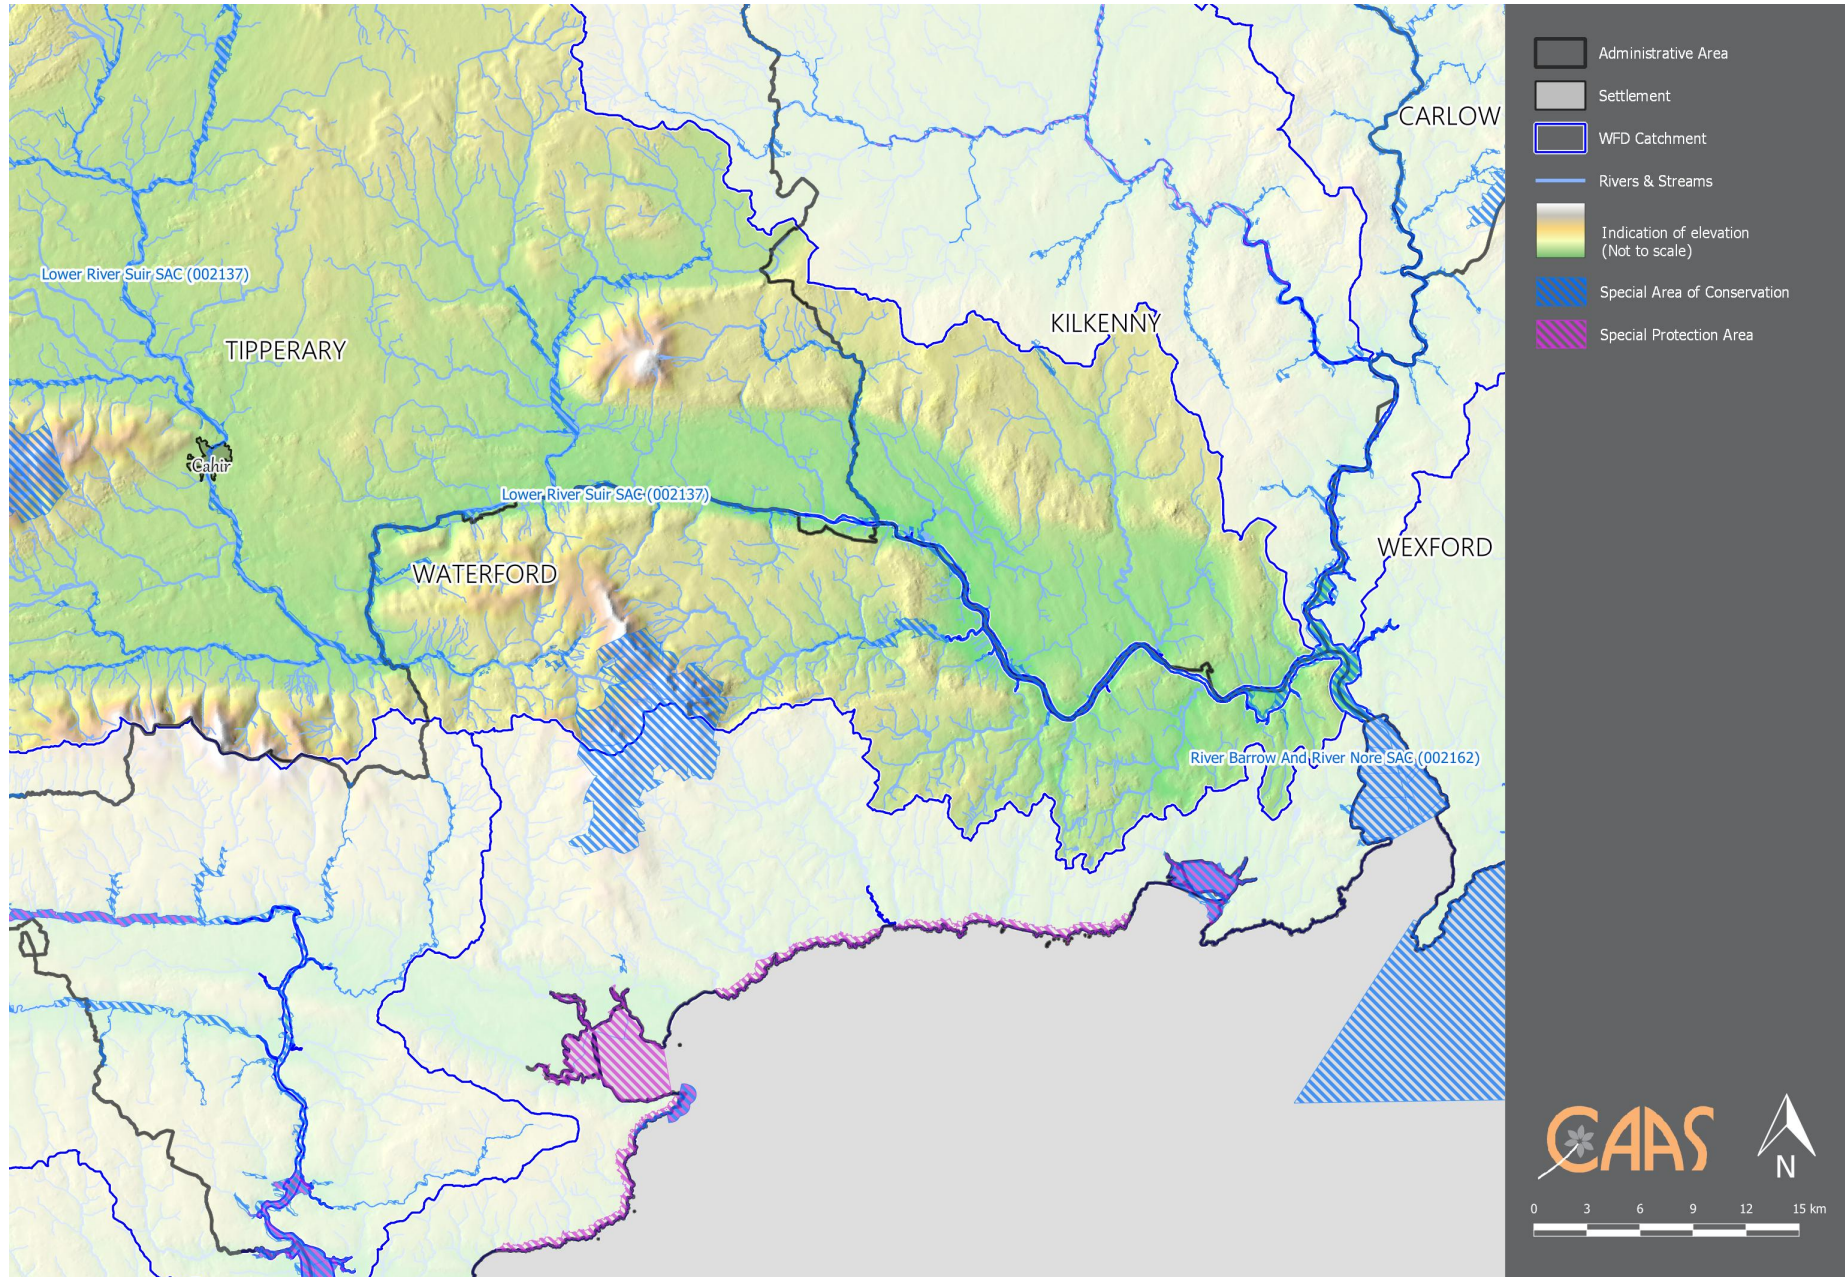 CARLOW
Lower River Suir SAC (002137)
TIPPERARY
KILKENNY
Cahir
Lower River Suir SAC (002137)
WATERFORD
WEXFORD
River Barrow And River Nore SAC (002162)
Administrative Area
Settlement
WFD Catchment
Rivers & Streams
Indication of elevation
(Not to scale)
Special Area of Conservation
Special Protection Area
CAAS
N
0 3 6 9 12 15 km